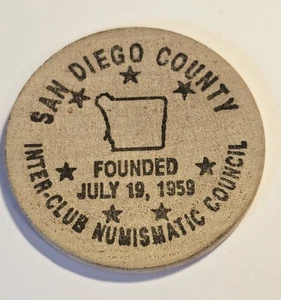 SAN DIEGO COUNTY
FOUNDED
JULY 19, 1959
INTER-CLUB NUMISMATIC COUNCIL